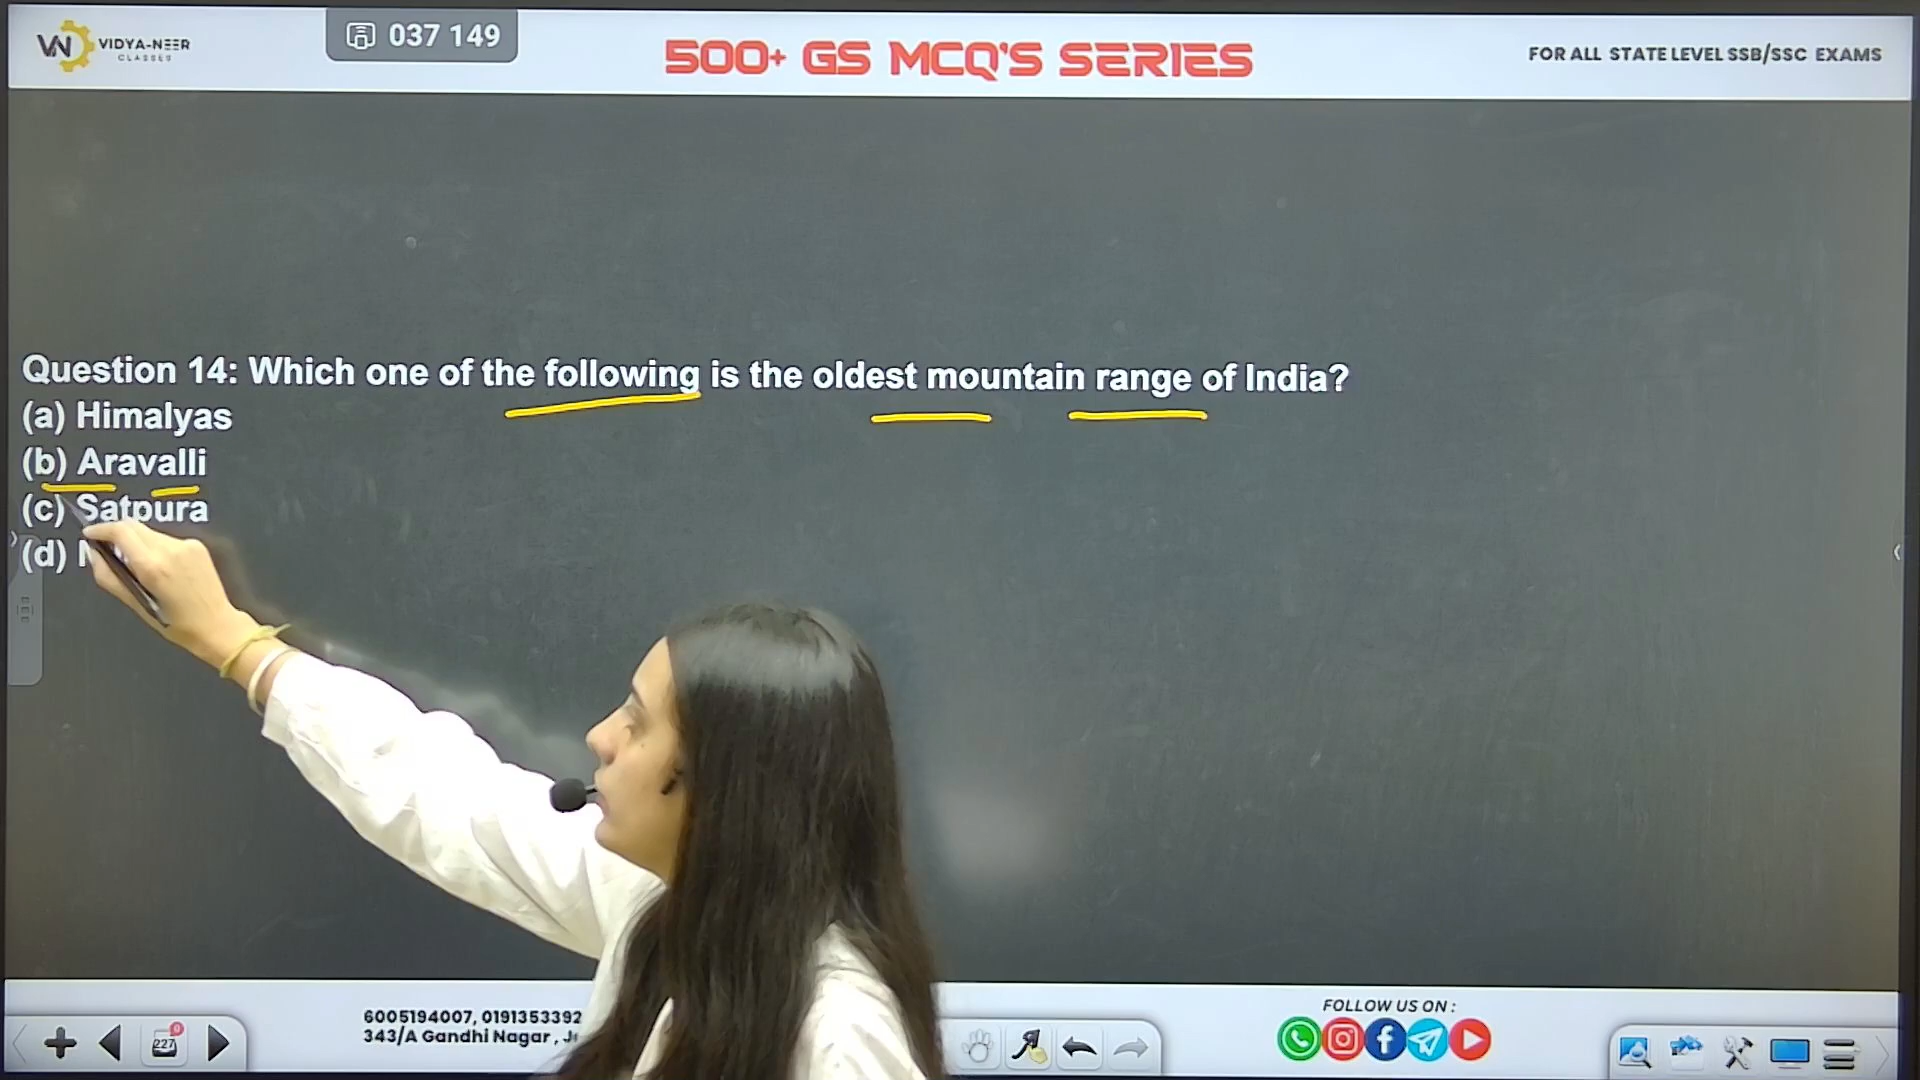 VN VIDYA-NEER
CLASSES
037 149
500+ GS MCQ'S SERIES
FOR ALL STATE LEVEL SSB/SSC EXAMS
Question 14: Which one of the following is the oldest mountain range of India?
(a) Himalyas
(b) Aravalli
(c) Satpura
(d)
6005194007, 0191353392
343/A Gandhi Nagar,
FOLLOW US ON :
0
227